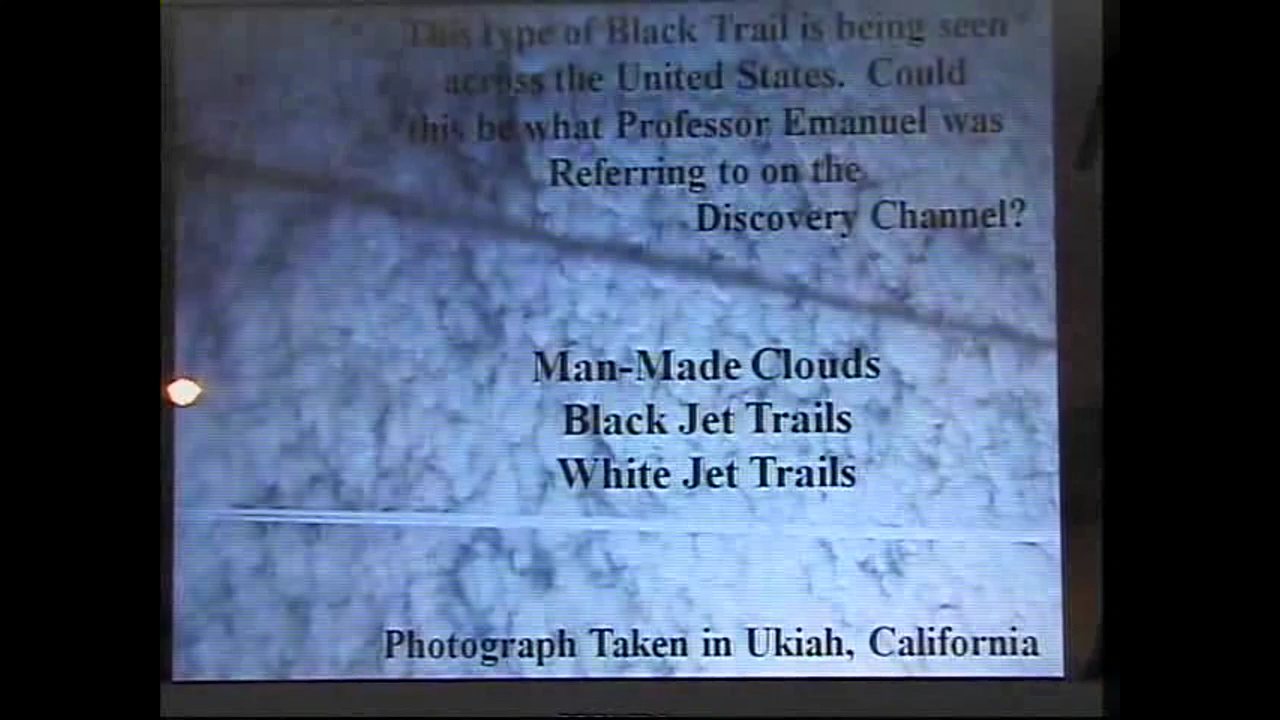 This type of Black Trail is being seen
across the United States. Could
this be what Professor Emanuel was
Referring to on the
Discovery Channel?
Man-Made Clouds
Black Jet Trails
White Jet Trails
Photograph Taken in Ukiah, California